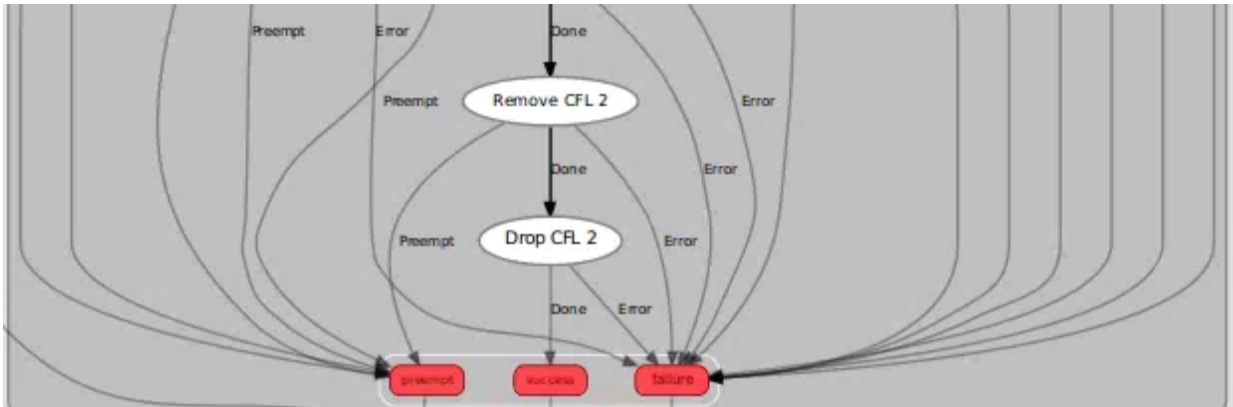 Preempt Error Done
Remove CFL 2
Preempt Error
Done Error
Drop CFL 2
Preempt Error
Done Error
preempt success failure